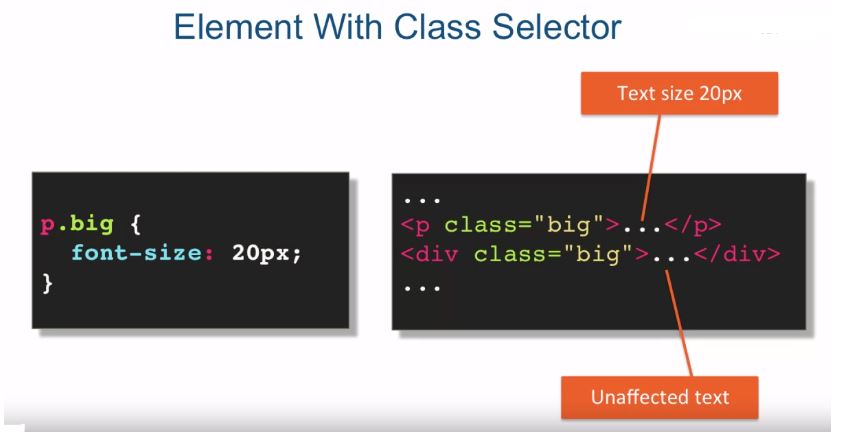 Element With Class Selector
Text size 20px
p.big {
font-size: 20px;
}
...
<p class="big">...</p>
<div class="big">...</div>
...
Unaffected text